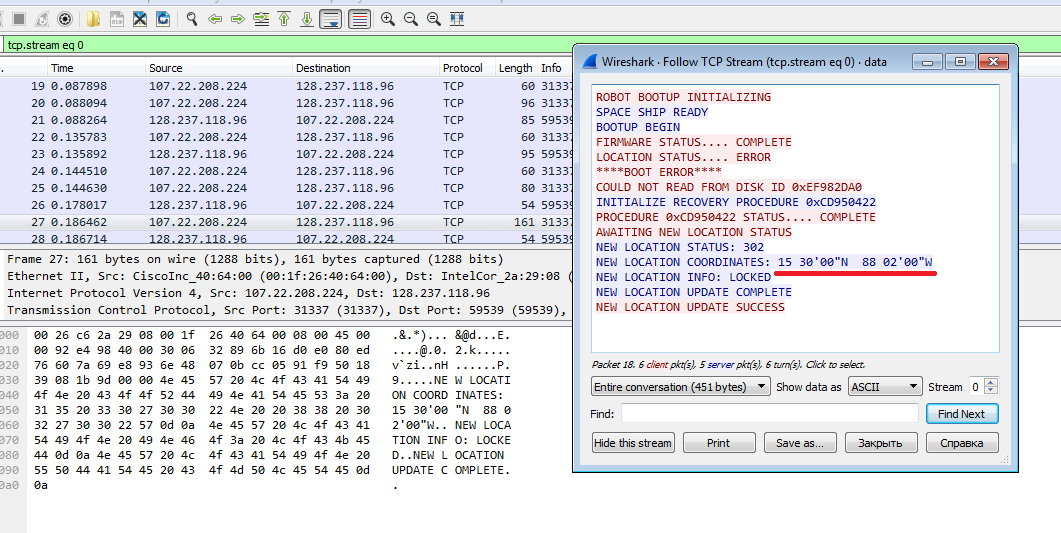 tcp.stream eq 0
. Time Source Destination Protocol Length Info
19 0.087898 107.22.208.224 128.237.118.96 TCP 60 31337
20 0.088094 107.22.208.224 128.237.118.96 TCP 96 31337
21 0.088264 128.237.118.96 107.22.208.224 TCP 85 59539
22 0.135783 107.22.208.224 128.237.118.96 TCP 60 31337
23 0.135892 107.22.208.224 128.237.118.96 TCP 95 59539
24 0.144510 107.22.208.224 128.237.118.96 TCP 60 31337
25 0.144630 107.22.208.224 128.237.118.96 TCP 80 31337
26 0.178017 128.237.118.96 107.22.208.224 TCP 54 59539
27 0.186462 107.22.208.224 128.237.118.96 TCP 161 31337
28 0.186714 128.237.118.96 107.22.208.224 TCP 54 59539
Frame 27: 161 bytes on wire (1288 bits), 161 bytes captured (1288 bits)
Ethernet II, Src: CiscoInc_40:64:00 (00:1f:26:40:64:00), Dst: IntelCor_2a:29:08 (
Internet Protocol Version 4, Src: 107.22.208.224, Dst: 128.237.118.96
Transmission Control Protocol, Src Port: 31337 (31337), Dst Port: 59539 (59539),
000 00 26 c6 2a 29 08 00 1f 26 40 64 00 08 00 45 00 .&.*)... &@d...E.
010 00 92 e4 98 40 00 30 06 32 89 6b 16 d0 e0 80 ed ....@.0. 2.k.....
020 76 60 7a 69 e8 93 6e 48 07 0b cc 05 91 f9 50 18 v`zi..nH ......P.
030 39 08 1b 9d 00 00 4e 45 57 20 4c 4f 43 41 54 49 9.....NE W LOCATI
040 4f 4e 20 43 4f 4f 52 44 49 4e 41 54 45 53 3a 20 ON COORD INATES:
050 31 35 20 33 30 27 30 30 22 4e 20 20 38 38 20 30 15 30'00 "N 88 0
060 32 27 30 30 22 57 0d 0a 4e 45 57 20 4c 4f 43 41 2'00"W.. NEW LOCA
070 54 49 4f 4e 20 49 4e 46 4f 3a 20 4c 4f 43 4b 45 TION INF O: LOCKE
080 44 0d 0a 4e 45 57 20 4c 4f 43 41 54 49 4f 4e 20 D..NEW L OCATION
090 55 50 44 41 54 45 20 43 4f 4d 50 4c 45 54 45 0d UPDATE C OMPLETE.
0a0 0a .
Wireshark · Follow TCP Stream (tcp.stream eq 0) · data
ROBOT BOOTUP INITIALIZING
SPACE SHIP READY
BOOTUP BEGIN
FIRMWARE STATUS.... COMPLETE
LOCATION STATUS.... ERROR
****BOOT ERROR****
COULD NOT READ FROM DISK ID 0xEF982DA0
INITIALIZE RECOVERY PROCEDURE 0xCD950422
PROCEDURE 0xCD950422 STATUS.... COMPLETE
AWAITING NEW LOCATION STATUS
NEW LOCATION STATUS: 302
NEW LOCATION COORDINATES: 15 30'00"N 88 02'00"W
NEW LOCATION INFO: LOCKED
NEW LOCATION UPDATE COMPLETE
NEW LOCATION UPDATE SUCCESS
Packet 18. 6 client pkt(s), 5 server pkt(s), 6 turn(s). Click to select.
Entire conversation (451 bytes) Show data as ASCII Stream 0
Find: Find Next
Hide this stream Print Save as... Закрыть Справка